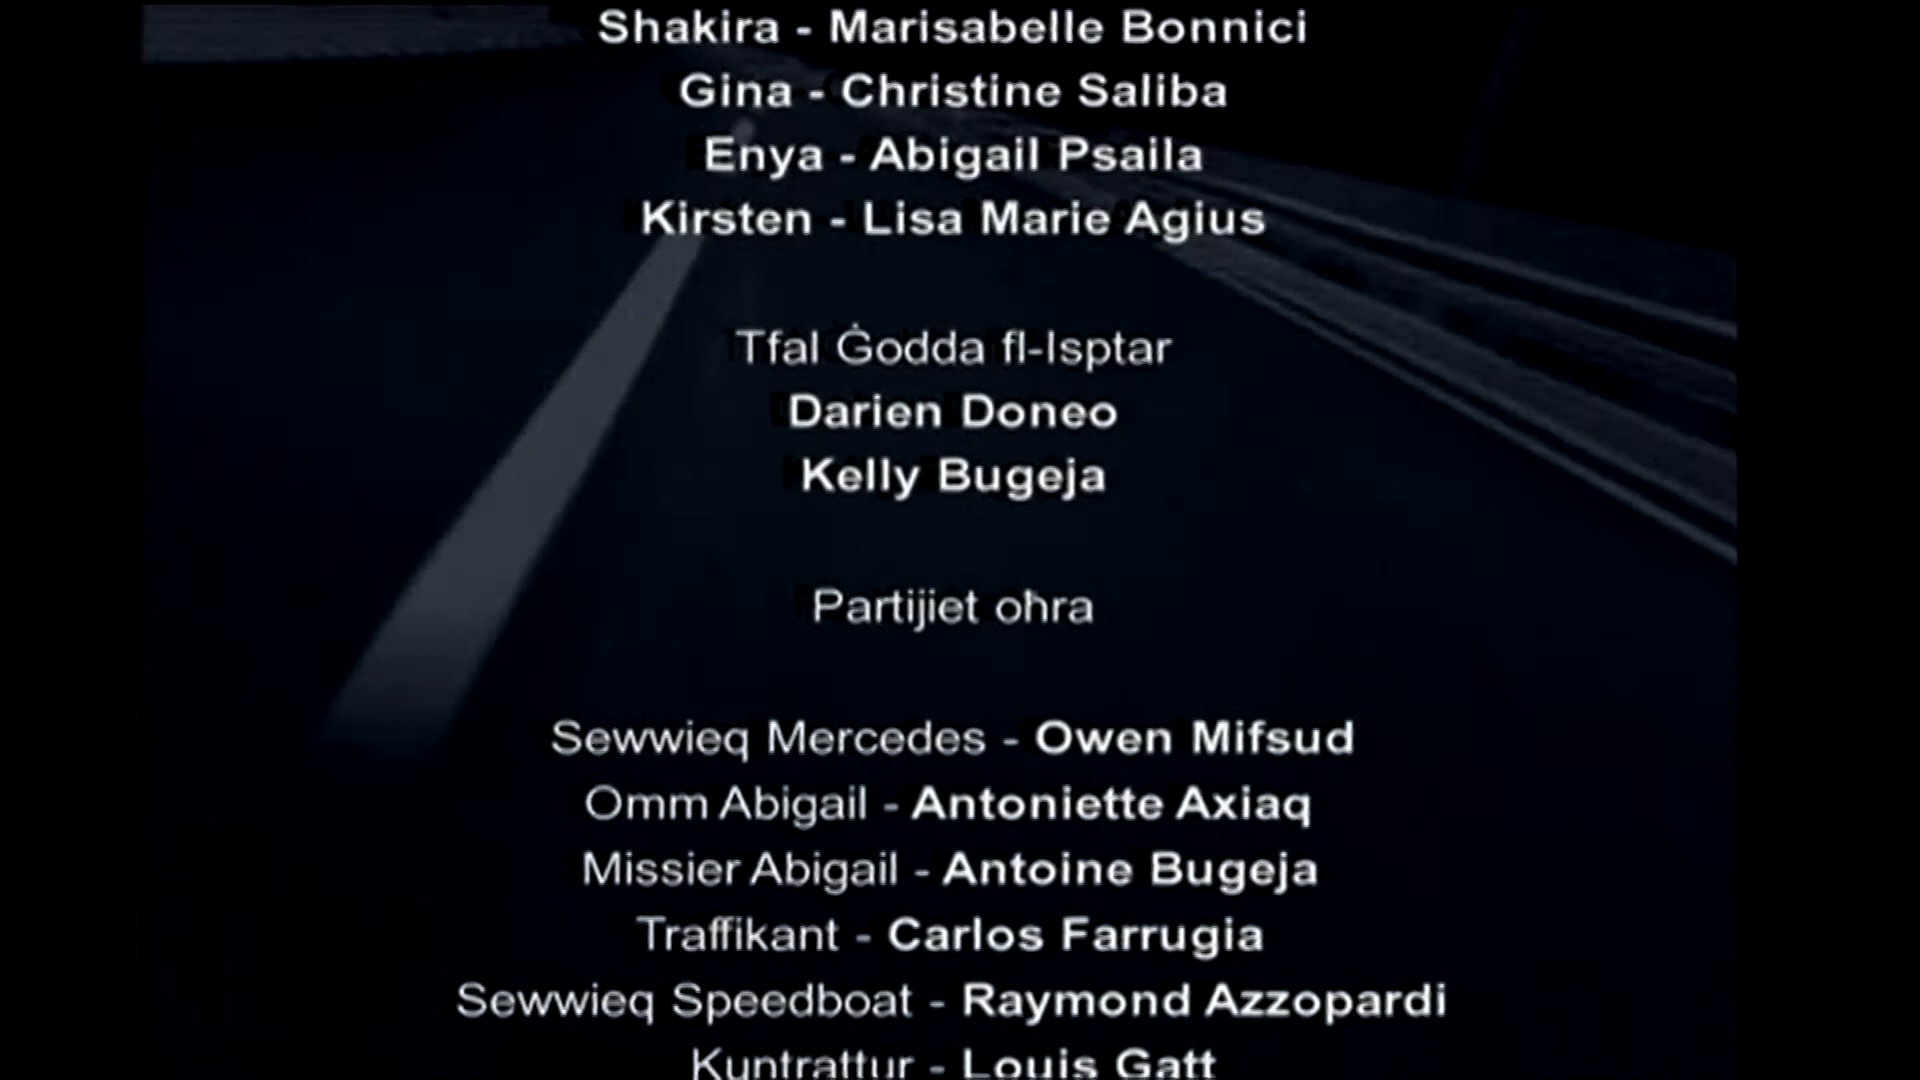 Shakira - Marisabelle Bonnici
Gina - Christine Saliba
Enya - Abigail Psaila
Kirsten - Lisa Marie Agius
Tfal Ġodda fl-Isptar
Darien Doneo
Kelly Bugeja
Partijiet oħra
Sewwieq Mercedes - Owen Mifsud
Omm Abigail - Antoniette Axiaq
Missier Abigail - Antoine Bugeja
Traffikant - Carlos Farrugia
Sewwieq Speedboat - Raymond Azzopardi
Kuntrattur - Louis Gatt